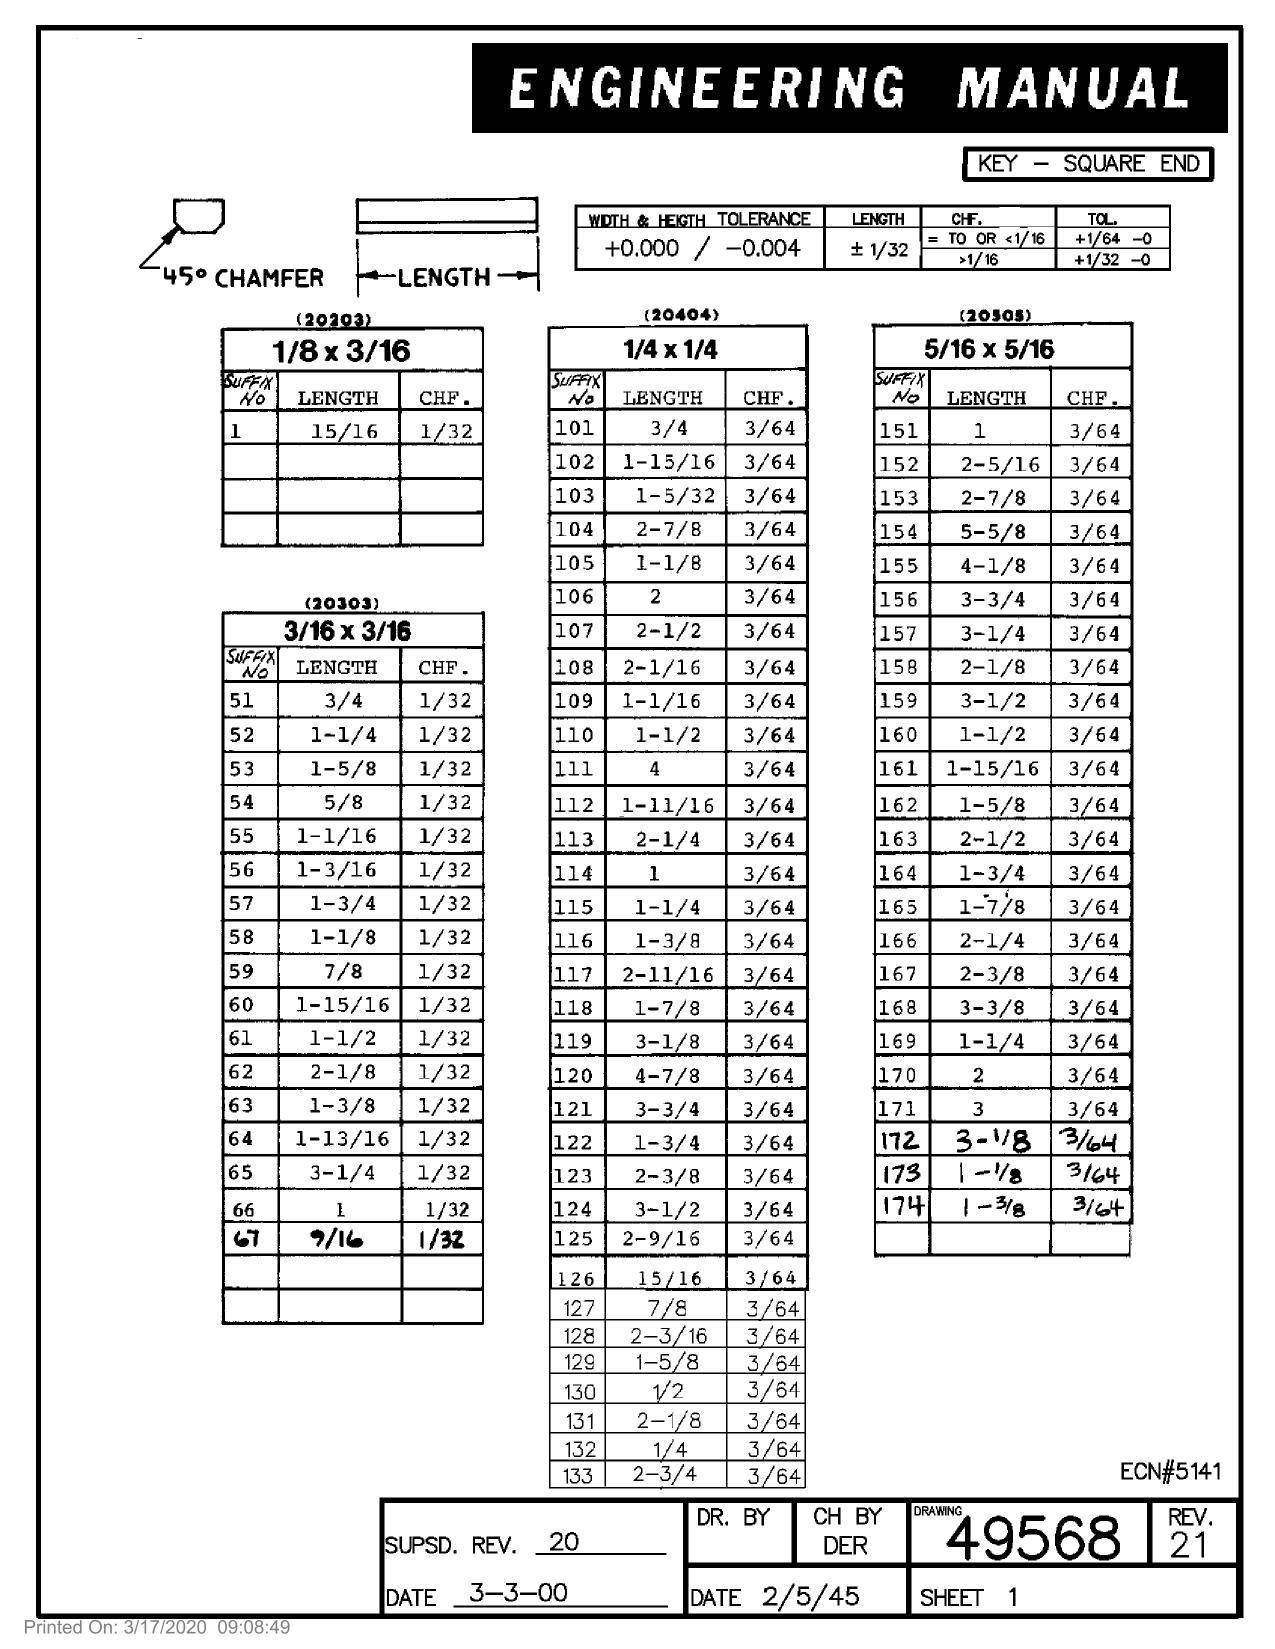 ENGINEERING MANUAL
KEY – SQUARE END
45° CHAMFER
LENGTH
WIDTH & HEIGTH TOLERANCE LENGTH CHF. TOL.
+0.000 / –0.004 ± 1/32 = TO OR <1/16 +1/64 –0
>1/16 +1/32 –0
(20203)
1/8 x 3/16
SUFFIX NO LENGTH CHF.
1 15/16 1/32
(20303)
3/16 x 3/16
SUFFIX NO LENGTH CHF.
51 3/4 1/32
52 1-1/4 1/32
53 1-5/8 1/32
54 5/8 1/32
55 1-1/16 1/32
56 1-3/16 1/32
57 1-3/4 1/32
58 1-1/8 1/32
59 7/8 1/32
60 1-15/16 1/32
61 1-1/2 1/32
62 2-1/8 1/32
63 1-3/8 1/32
64 1-13/16 1/32
65 3-1/4 1/32
66 1 1/32
67 9/16 1/32
(20404)
1/4 x 1/4
SUFFIX NO LENGTH CHF.
101 3/4 3/64
102 1-15/16 3/64
103 1-5/32 3/64
104 2-7/8 3/64
105 1-1/8 3/64
106 2 3/64
107 2-1/2 3/64
108 2-1/16 3/64
109 1-1/16 3/64
110 1-1/2 3/64
111 4 3/64
112 1-11/16 3/64
113 2-1/4 3/64
114 1 3/64
115 1-1/4 3/64
116 1-3/8 3/64
117 2-11/16 3/64
118 1-7/8 3/64
119 3-1/8 3/64
120 4-7/8 3/64
121 3-3/4 3/64
122 1-3/4 3/64
123 2-3/8 3/64
124 3-1/2 3/64
125 2-9/16 3/64
126 15/16 3/64
127 7/8 3/64
128 2-3/16 3/64
129 1-5/8 3/64
130 1/2 3/64
131 2-1/8 3/64
132 1/4 3/64
133 2-3/4 3/64
(20505)
5/16 x 5/16
SUFFIX NO LENGTH CHF.
151 1 3/64
152 2-5/16 3/64
153 2-7/8 3/64
154 5-5/8 3/64
155 4-1/8 3/64
156 3-3/4 3/64
157 3-1/4 3/64
158 2-1/8 3/64
159 3-1/2 3/64
160 1-1/2 3/64
161 1-15/16 3/64
162 1-5/8 3/64
163 2-1/2 3/64
164 1-3/4 3/64
165 1-7/8 3/64
166 2-1/4 3/64
167 2-3/8 3/64
168 3-3/8 3/64
169 1-1/4 3/64
170 2 3/64
171 3 3/64
172 3-1/8 3/64
173 1-1/8 3/64
174 1-3/8 3/64
ECN#5141
SUPSD. REV. 20
DATE 3-3-00
DR. BY
CH BY
DER
DATE 2/5/45
DRAWING
49568
REV.
21
SHEET 1
Printed On: 3/17/2020 09:08:49